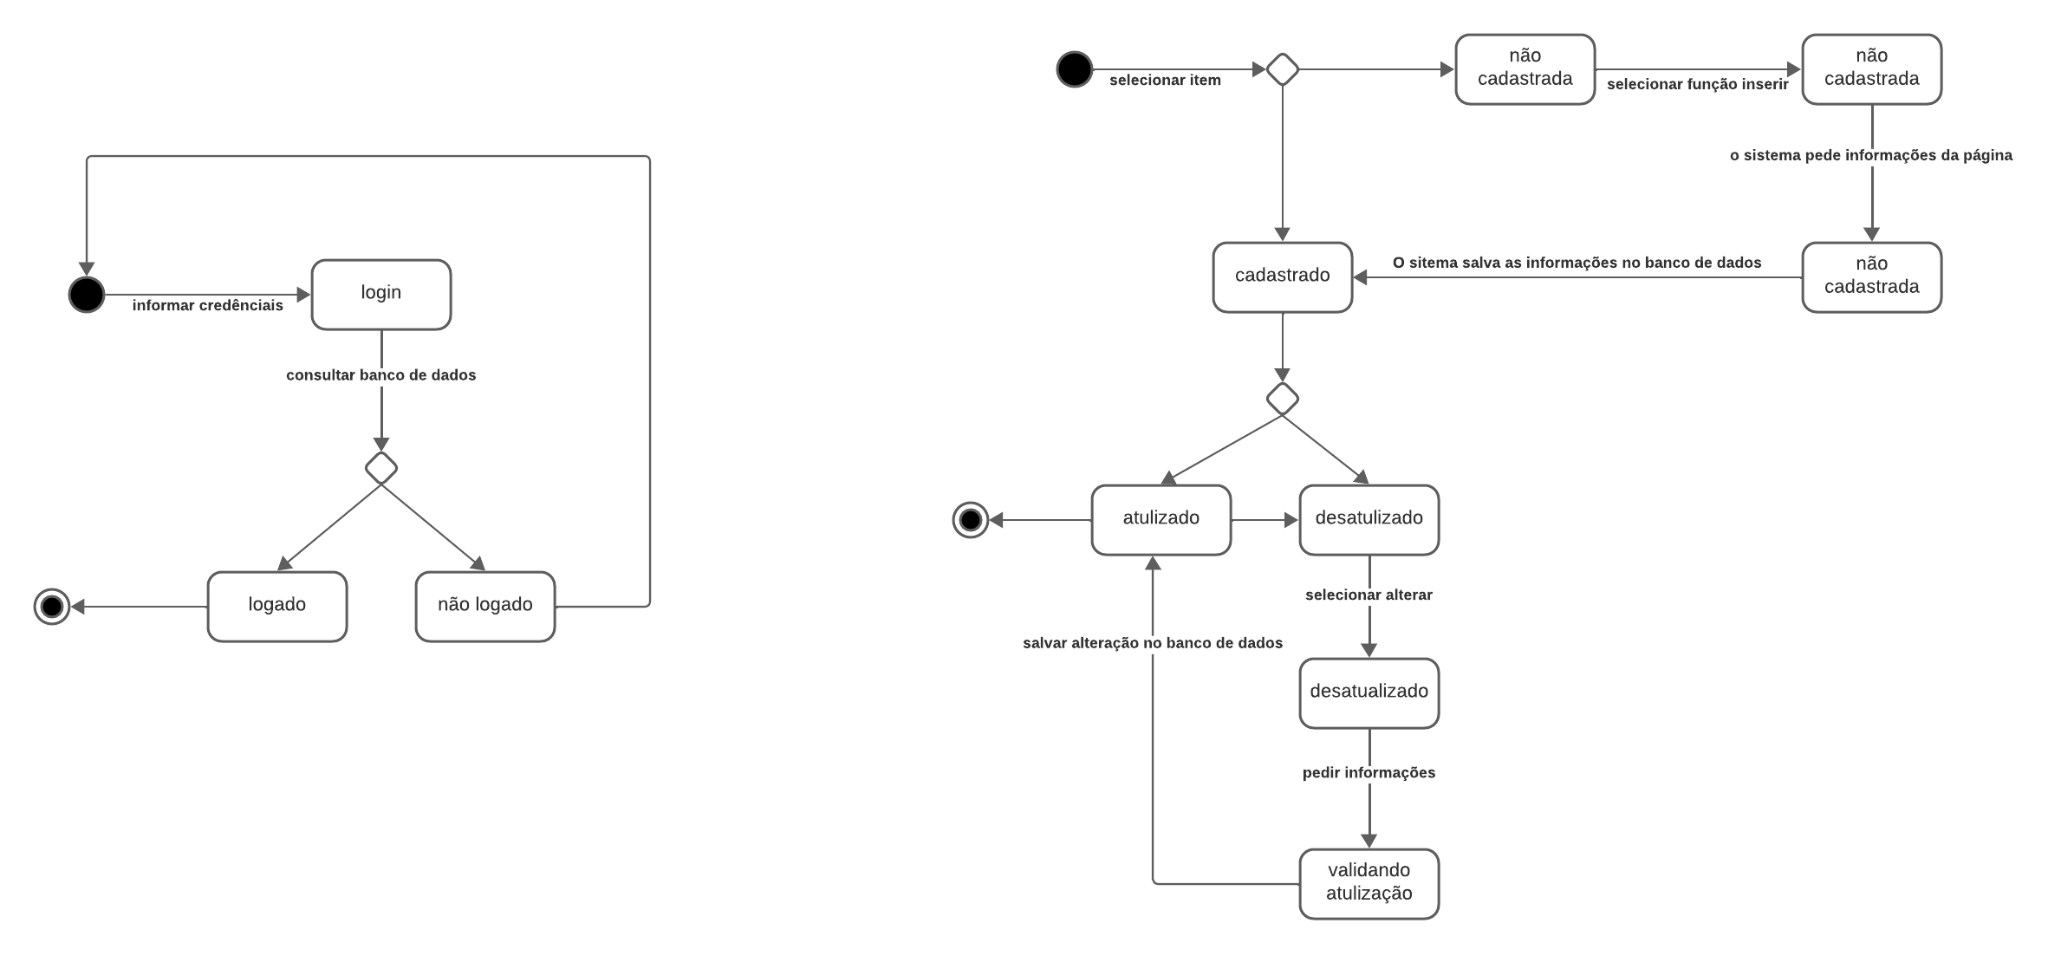 informar credênciais
login
consultar banco de dados
logado
não logado
selecionar item
não
cadastrada
selecionar função inserir
não
cadastrada
o sistema pede informações da página
não
cadastrada
O sitema salva as informações no banco de dados
cadastrado
atulizado
desatulizado
selecionar alterar
desatualizado
pedir informações
validando
atulização
salvar alteração no banco de dados